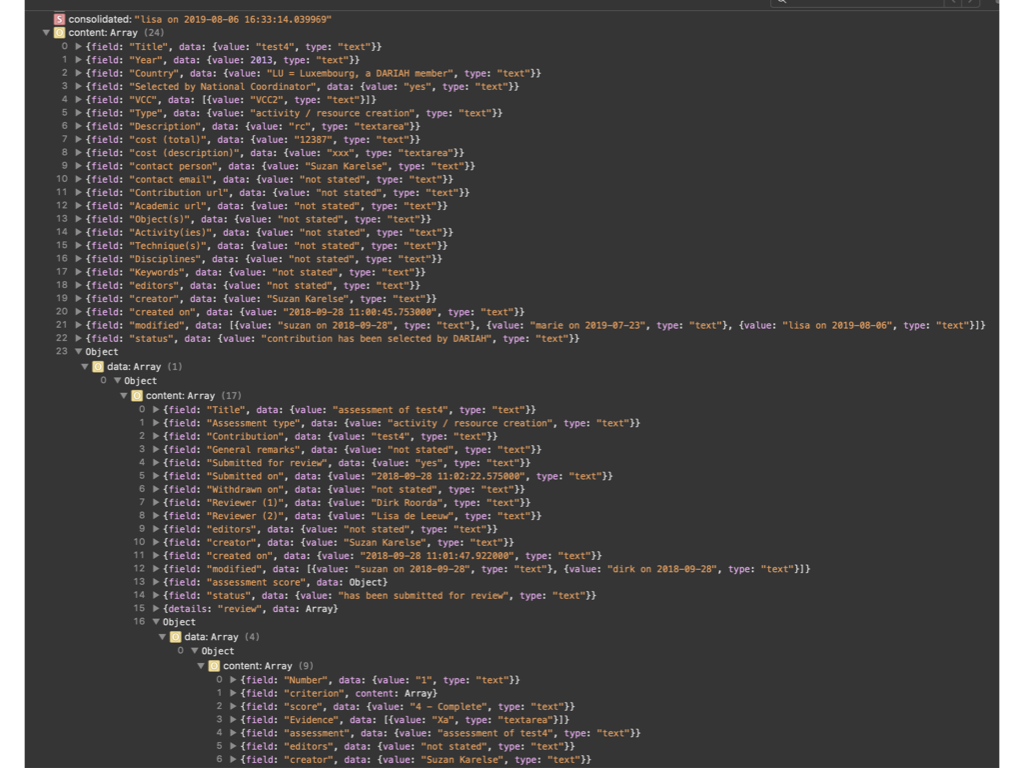 S consolidated: "lisa on 2019-08-06 16:33:14.039969"
content: Array (24)
0 {field: "Title", data: {value: "test4", type: "text"}}
1 {field: "Year", data: {value: 2013, type: "text"}}
2 {field: "Country", data: {value: "LU = Luxembourg, a DARIAH member", type: "text"}}
3 {field: "Selected by National Coordinator", data: {value: "yes", type: "text"}}
4 {field: "VCC", data: [{value: "VCC2", type: "text"}]}
5 {field: "Type", data: {value: "activity / resource creation", type: "text"}}
6 {field: "Description", data: {value: "rc", type: "textarea"}}
7 {field: "cost (total)", data: {value: "12387", type: "text"}}
8 {field: "cost (description)", data: {value: "xxx", type: "textarea"}}
9 {field: "contact person", data: {value: "Suzan Karelse", type: "text"}}
10 {field: "contact email", data: {value: "not stated", type: "text"}}
11 {field: "Contribution url", data: {value: "not stated", type: "text"}}
12 {field: "Academic url", data: {value: "not stated", type: "text"}}
13 {field: "Object(s)", data: {value: "not stated", type: "text"}}
14 {field: "Activity(ies)", data: {value: "not stated", type: "text"}}
15 {field: "Technique(s)", data: {value: "not stated", type: "text"}}
16 {field: "Disciplines", data: {value: "not stated", type: "text"}}
17 {field: "Keywords", data: {value: "not stated", type: "text"}}
18 {field: "editors", data: {value: "not stated", type: "text"}}
19 {field: "creator", data: {value: "Suzan Karelse", type: "text"}}
20 {field: "created on", data: {value: "2018-09-28 11:00:45.753000", type: "text"}}
21 {field: "modified", data: [{value: "suzan on 2018-09-28", type: "text"}, {value: "marie on 2019-07-23", type: "text"}, {value: "lisa on 2019-08-06", type: "text"}]}
22 {field: "status", data: {value: "contribution has been selected by DARIAH", type: "text"}}
23 Object
data: Array (1)
0 Object
content: Array (17)
0 {field: "Title", data: {value: "assessment of test4", type: "text"}}
1 {field: "Assessment type", data: {value: "activity / resource creation", type: "text"}}
2 {field: "Contribution", data: {value: "test4", type: "text"}}
3 {field: "General remarks", data: {value: "not stated", type: "text"}}
4 {field: "Submitted for review", data: {value: "yes", type: "text"}}
5 {field: "Submitted on", data: {value: "2018-09-28 11:02:22.575000", type: "text"}}
6 {field: "Withdrawn on", data: {value: "not stated", type: "text"}}
7 {field: "Reviewer (1)", data: {value: "Dirk Roorda", type: "text"}}
8 {field: "Reviewer (2)", data: {value: "Lisa de Leeuw", type: "text"}}
9 {field: "editors", data: {value: "not stated", type: "text"}}
10 {field: "creator", data: {value: "Suzan Karelse", type: "text"}}
11 {field: "created on", data: {value: "2018-09-28 11:01:47.922000", type: "text"}}
12 {field: "modified", data: [{value: "suzan on 2018-09-28", type: "text"}, {value: "dirk on 2018-09-28", type: "text"}]}
13 {field: "assessment score", data: Object}
14 {field: "status", data: {value: "has been submitted for review", type: "text"}}
15 {details: "review", data: Array}
16 Object
data: Array (4)
0 Object
content: Array (9)
0 {field: "Number", data: {value: "1", type: "text"}}
1 {field: "criterion", content: Array}
2 {field: "score", data: {value: "4 - Complete", type: "text"}}
3 {field: "Evidence", data: [{value: "Xa", type: "textarea"}]}
4 {field: "assessment", data: {value: "assessment of test4", type: "text"}}
5 {field: "editors", data: {value: "not stated", type: "text"}}
6 {field: "creator", data: {value: "Suzan Karelse", type: "text"}}